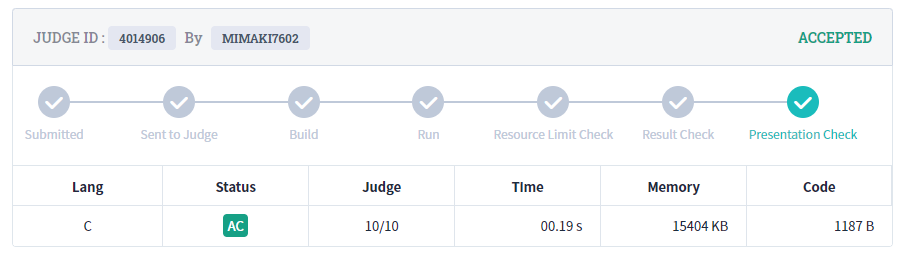 JUDGE ID : 4014906 By MIMAKI7602 ACCEPTED
Submitted Sent to Judge Build Run Resource Limit Check Result Check Presentation Check
Lang Status Judge TIme Memory Code
C AC 10/10 00.19 s 15404 KB 1187 B